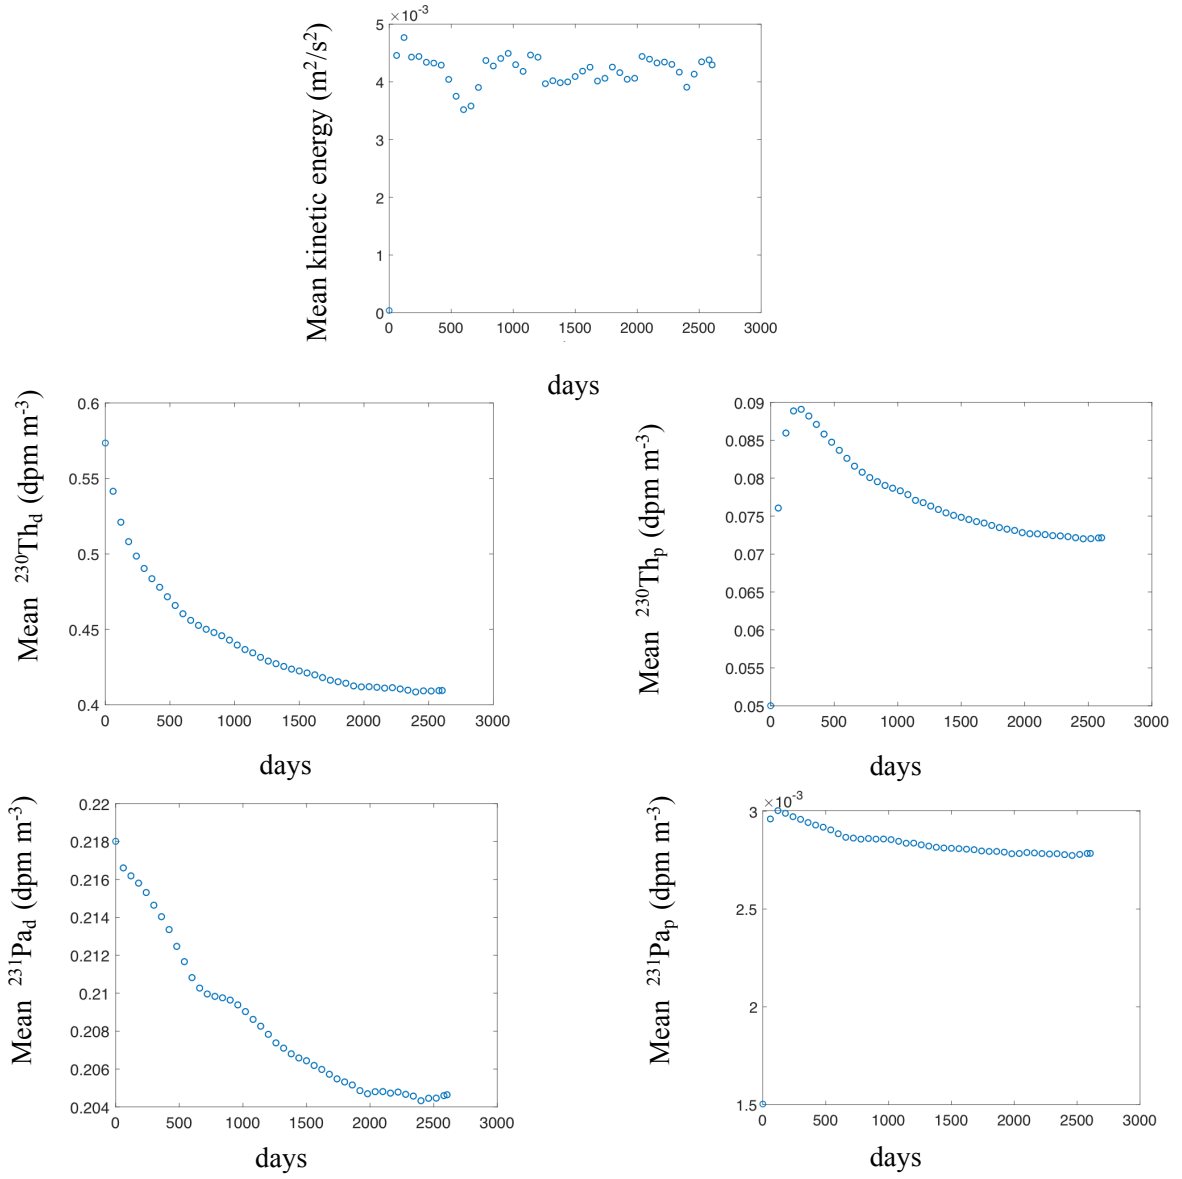 ×10⁻³
5
4
3
2
1
0
0 500 1000 1500 2000 2500 3000
Mean kinetic energy (m²/s²)
days
0.6
0.55
0.5
0.45
0.4
0 500 1000 1500 2000 2500 3000
Mean ²³⁰Th_d (dpm m⁻³)
days
0.09
0.085
0.08
0.075
0.07
0.065
0.06
0.055
0.05
0 500 1000 1500 2000 2500 3000
Mean ²³⁰Th_p (dpm m⁻³)
days
0.22
0.218
0.216
0.214
0.212
0.21
0.208
0.206
0.204
0 500 1000 1500 2000 2500 3000
Mean ²³¹Pa_d (dpm m⁻³)
days
×10⁻³
3
2.5
2
1.5
0 500 1000 1500 2000 2500 3000
Mean ²³¹Pa_p (dpm m⁻³)
days